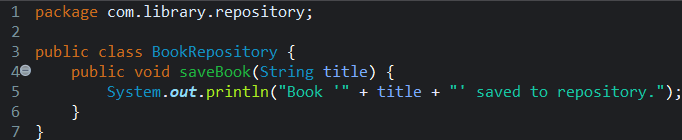 1 package com.library.repository;
2
3 public class BookRepository {
4     public void saveBook(String title) {
5         System.out.println("Book '" + title + "' saved to repository.");
6     }
7 }